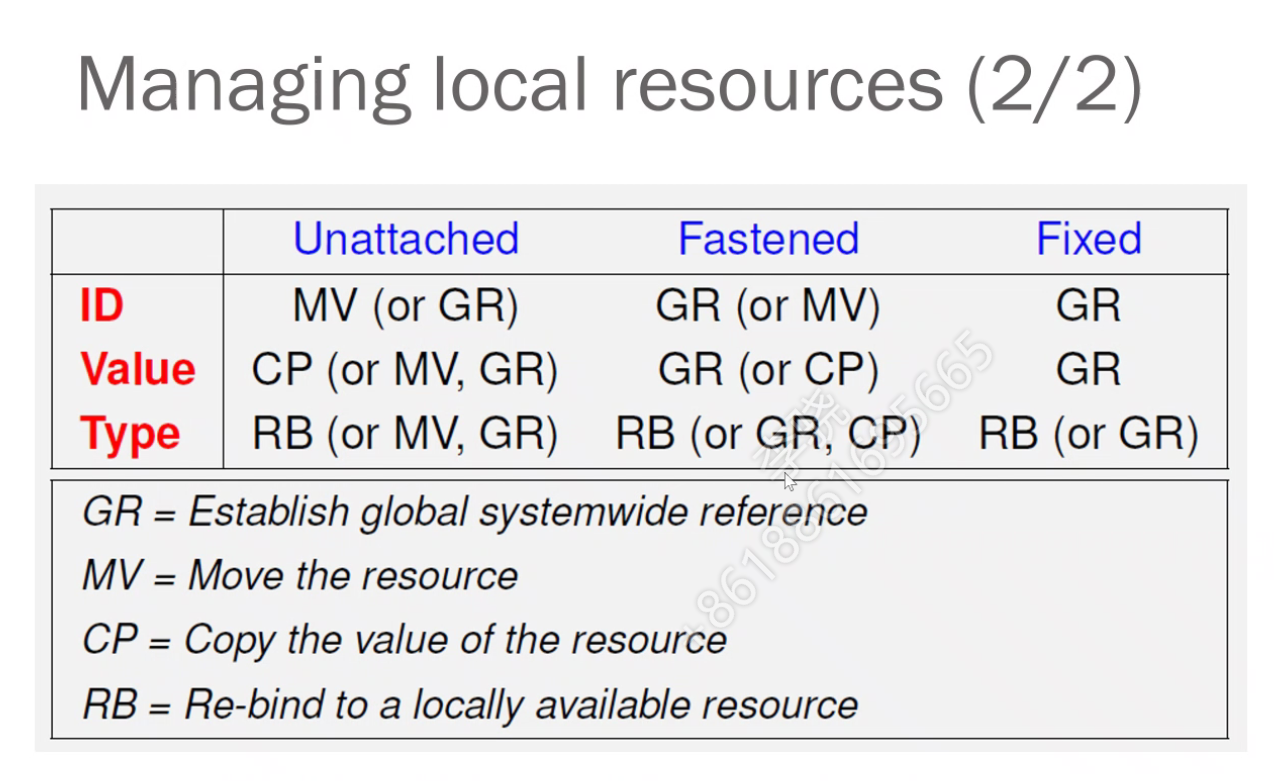 Managing local resources (2/2)
Unattached Fastened Fixed
ID MV (or GR) GR (or MV) GR
Value CP (or MV, GR) GR (or CP) GR
Type RB (or MV, GR) RB (or GR, CP) RB (or GR)
GR = Establish global systemwide reference
MV = Move the resource
CP = Copy the value of the resource
RB = Re-bind to a locally available resource